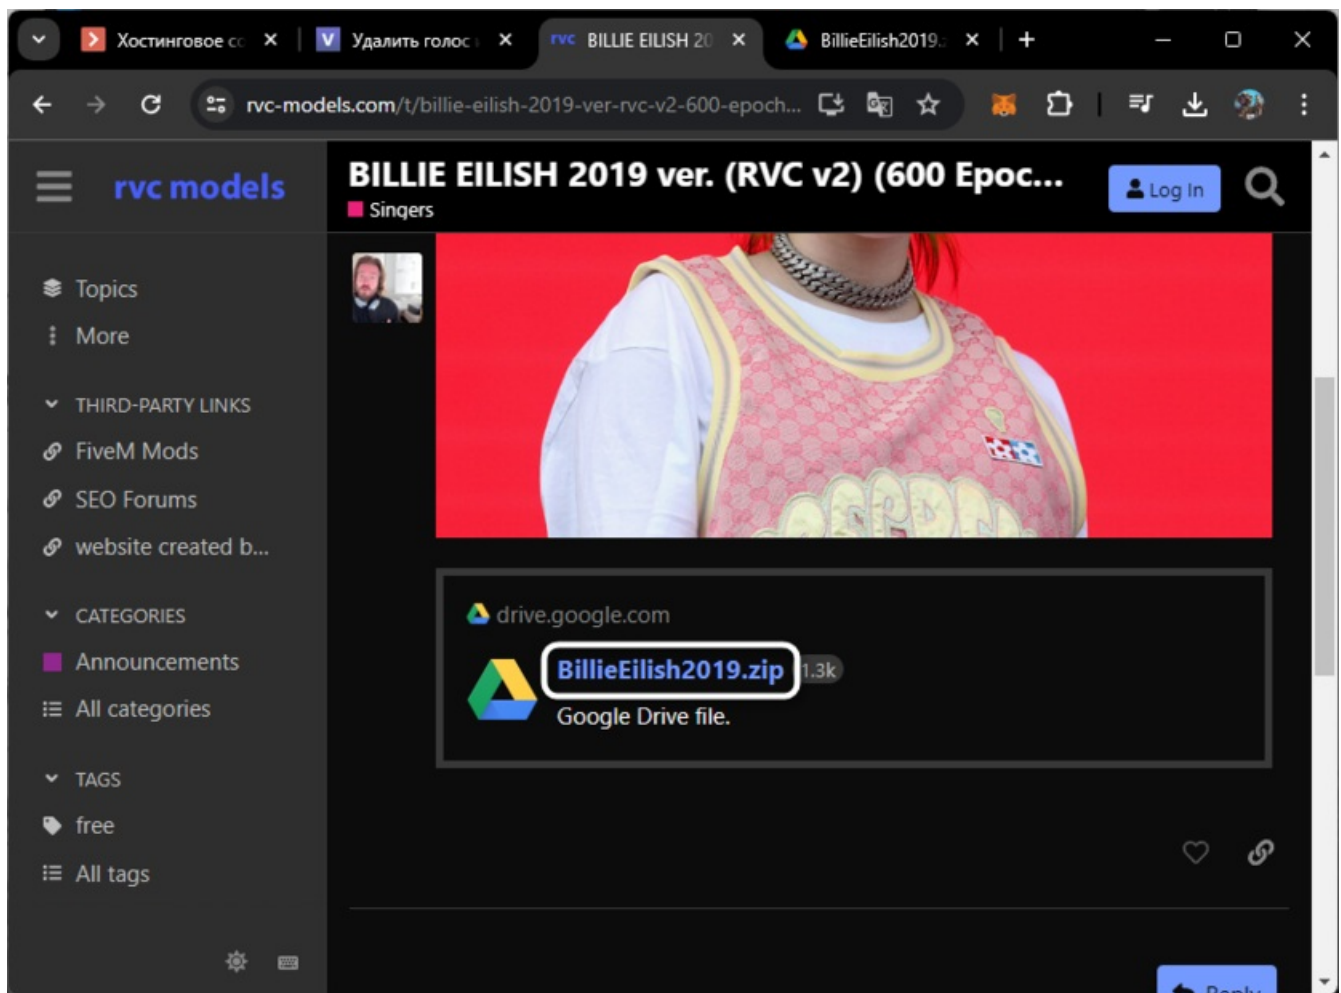 Хостинговое со
Удалить голос
rvc BILLIE EILISH 20
BillieEilish2019.
rvc-models.com/t/billie-eilish-2019-ver-rvc-v2-600-epoch...
rvc models
BILLIE EILISH 2019 ver. (RVC v2) (600 Epoc...
Singers
Log In
Topics
More
THIRD-PARTY LINKS
FiveM Mods
SEO Forums
website created b...
CATEGORIES
Announcements
All categories
TAGS
free
All tags
drive.google.com
BillieEilish2019.zip 1.3k
Google Drive file.
Reply